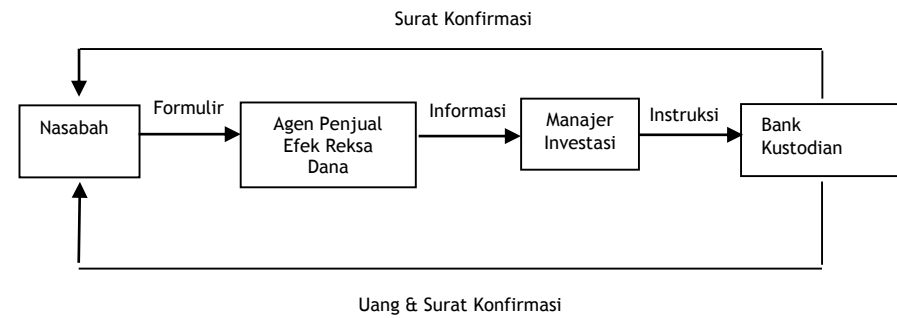 Surat Konfirmasi
Nasabah
Formulir
Agen Penjual
Efek Reksa
Dana
Informasi
Manajer
Investasi
Instruksi
Bank
Kustodian
Uang & Surat Konfirmasi